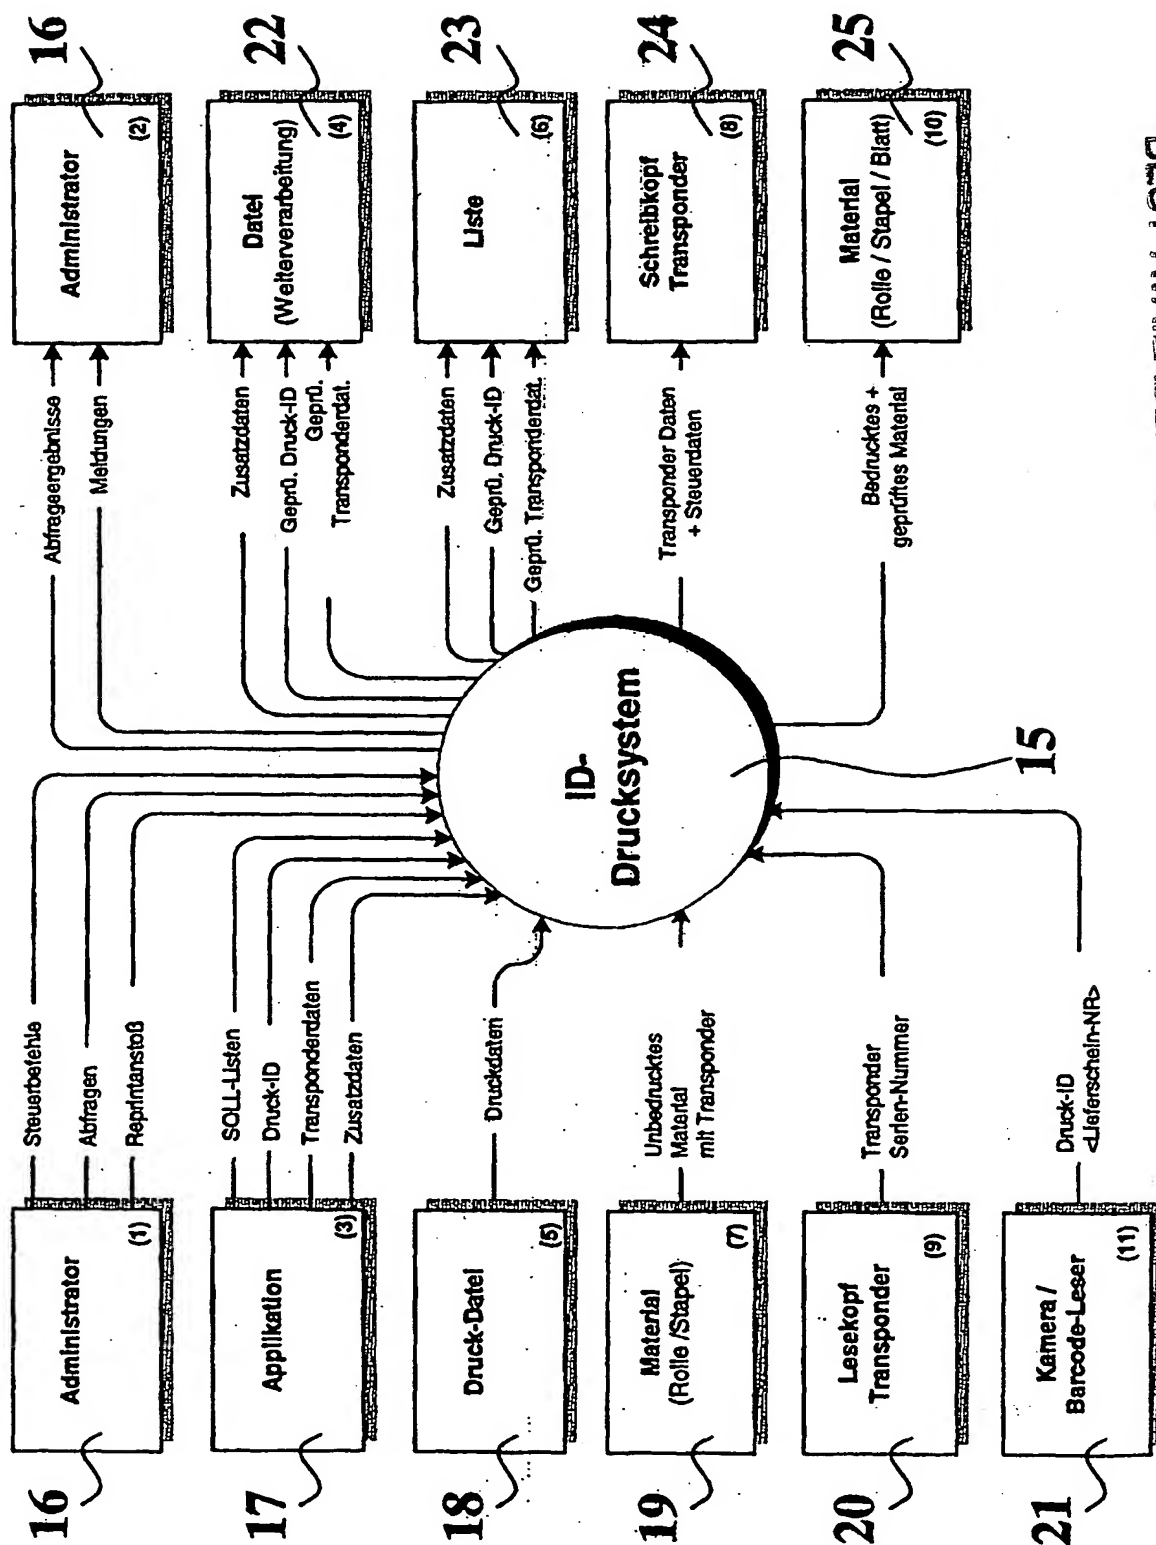 16
Administrator
(1)
Steuerbefehle
Abfragen
Reprintanstoß
17
Applikation
(3)
SOLL-Listen
Druck-ID
Transponderdaten
Zusatzdaten
18
Druck-Datei
(5)
Druckdaten
19
Material
(Rolle /Stapel)
(7)
Unbedrucktes
Material
mit Transponder
20
Lesekopf
Transponder
(9)
Transponder
Serien-Nummer
21
Kamera /
Barcode-Leser
(11)
Druck-ID
<Lieferschein-NR>
ID-
Drucksystem
15
Abfrageergebnisse
Meldungen
Administrator
(2)
16
Zusatzdaten
Geprü. Druck-ID
Geprü.
Transponderdat.
Datei
(Weiterverarbeitung)
(4)
22
Zusatzdaten
Geprü. Druck-ID
Geprü. Transponderdat.
Liste
(6)
23
Transponder Daten
+ Steuerdaten
Schreibkopf
Transponder
(8)
24
Bedrucktes +
geprüftes Material
Material
(Rolle / Stapel / Blatt)
(10)
25